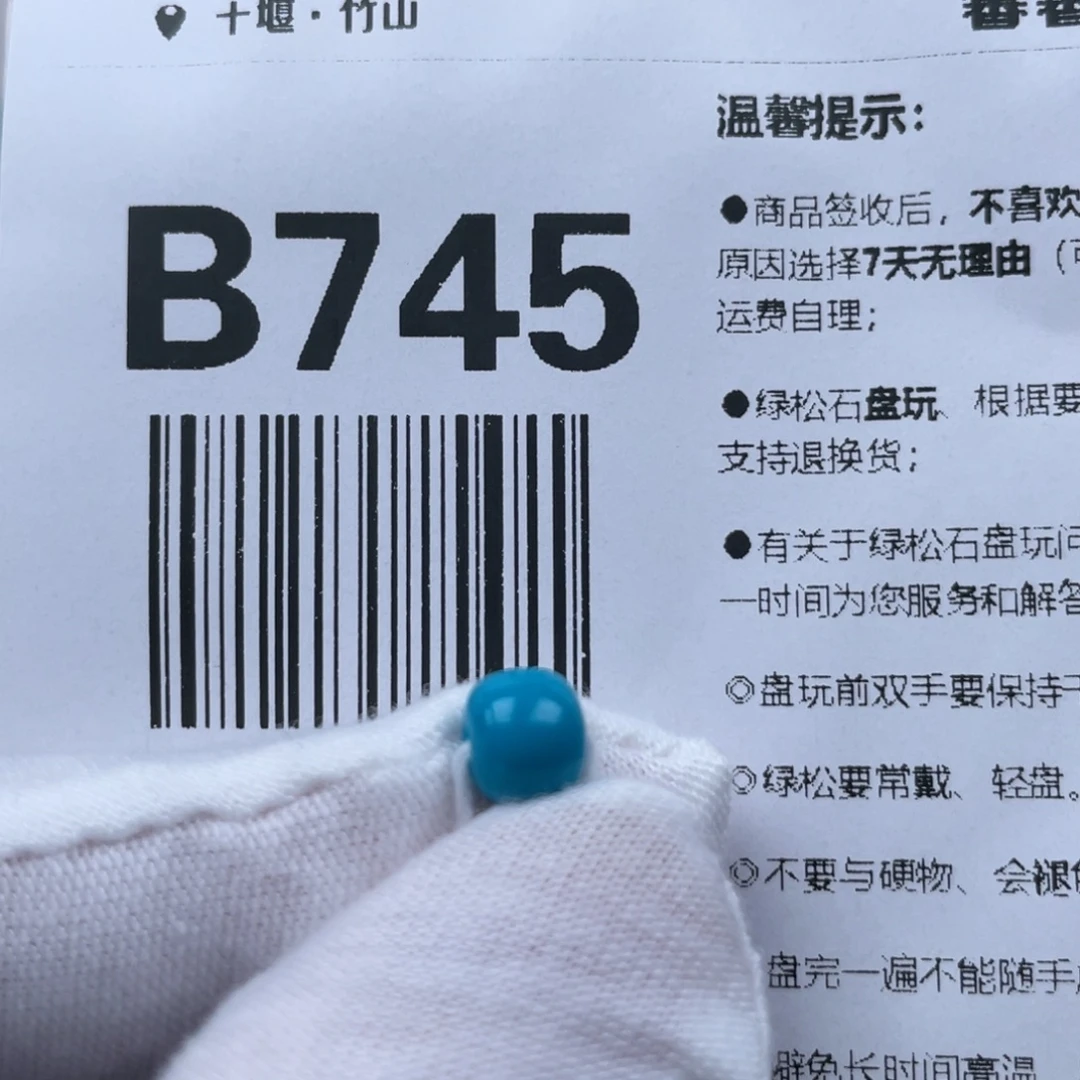 十堰·竹山
温馨提示：
B745
●商品签收后，不喜欢
原因选择7天无理由（
运费自理；
●绿松石盘玩、根据要
支持退换货；
●有关于绿松石盘玩问
一时间为您服务和解答
◎盘玩前双手要保持干
◎绿松要常戴、轻盘。
◎不要与硬物、会褪色
盘完一遍不能随手
避免长时间高温